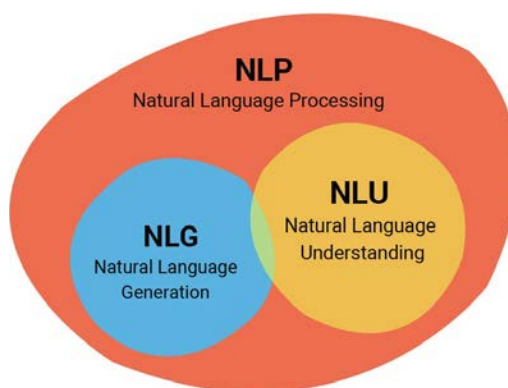 NLP
Natural Language Processing
NLG
Natural Language
Generation
NLU
Natural Language
Understanding